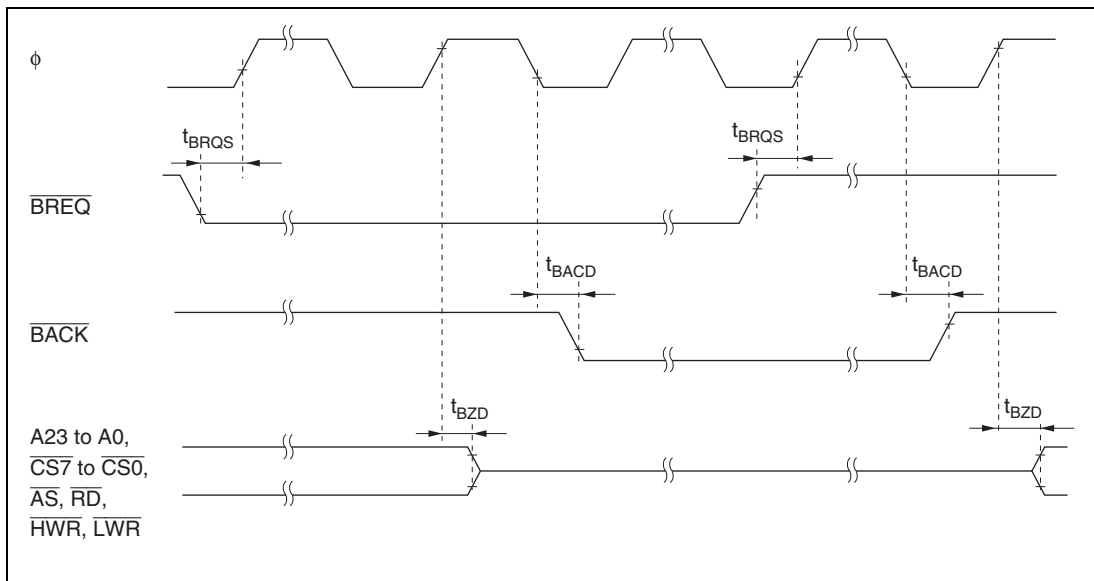 ϕ
tBRQS
tBRQS
BREQ
tBACD
tBACD
BACK
tBZD
tBZD
A23 to A0,
CS7 to CS0,
AS, RD,
HWR, LWR